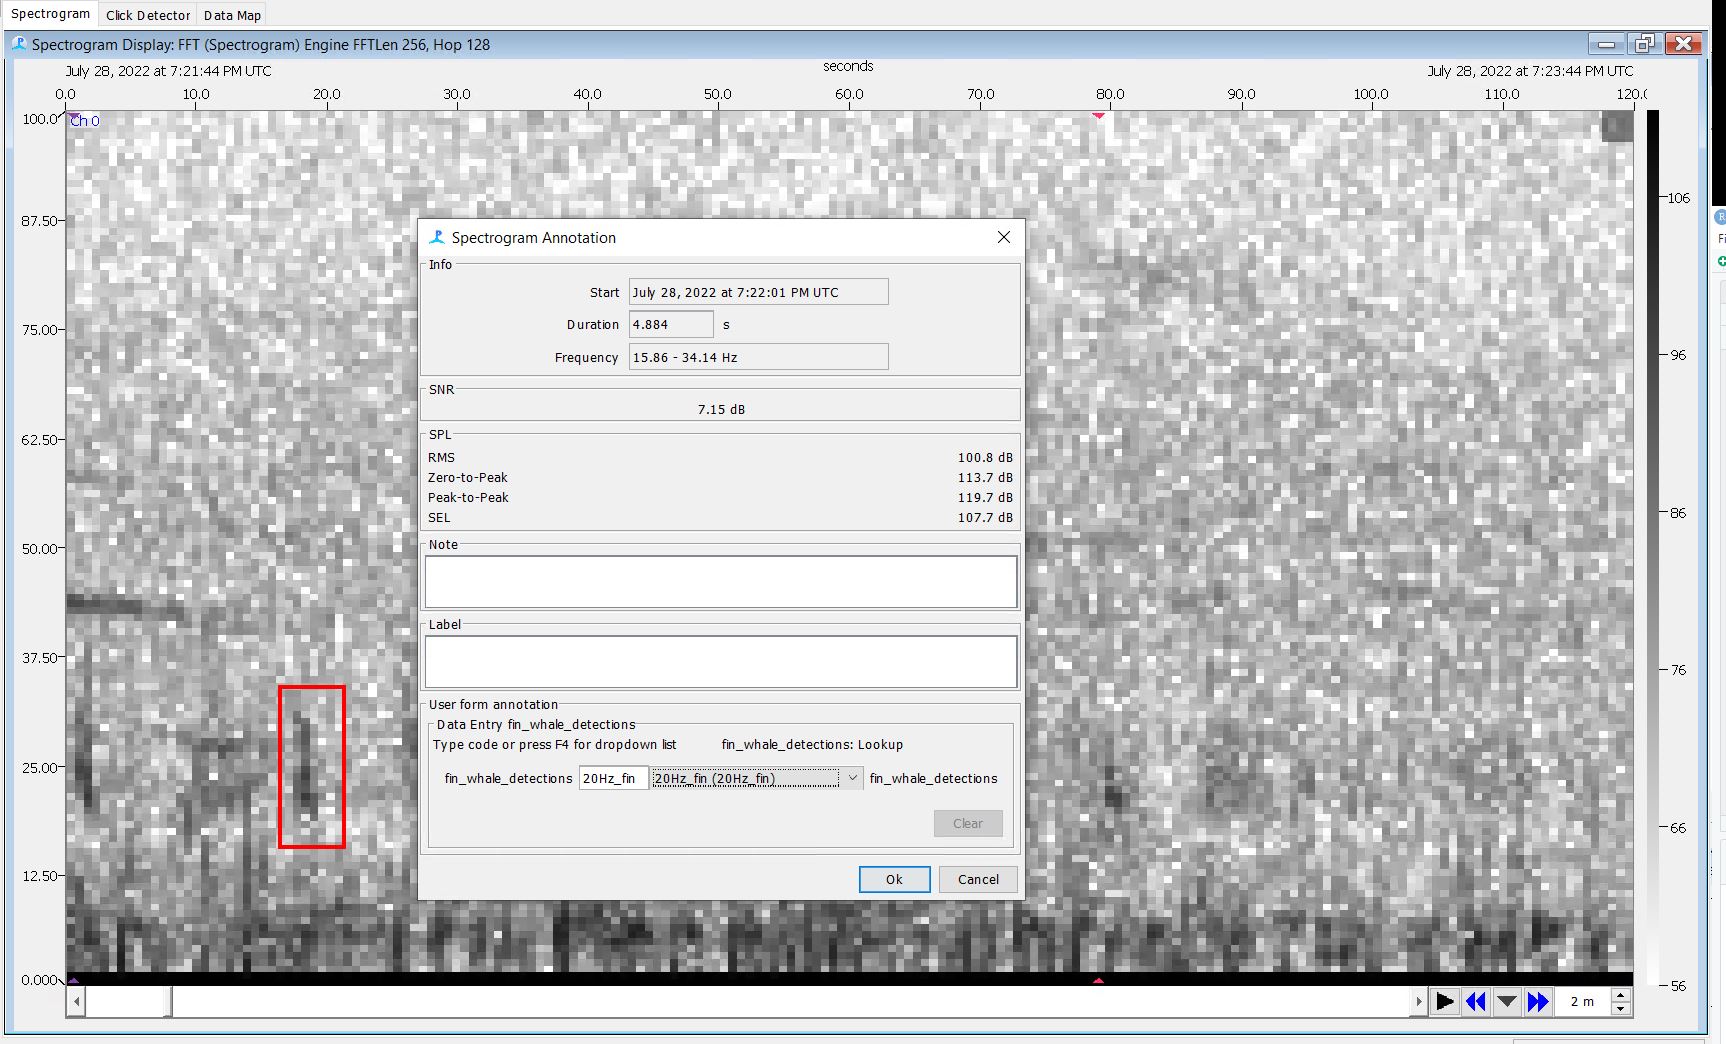 Spectrogram Click Detector Data Map
Spectrogram Display: FFT (Spectrogram) Engine FFTLen 256, Hop 128
July 28, 2022 at 7:21:44 PM UTC seconds July 28, 2022 at 7:23:44 PM UTC
0.0 10.0 20.0 30.0 40.0 50.0 60.0 70.0 80.0 90.0 100.0 110.0 120.0
100.0
Ch 0
87.50
75.00
62.50
50.00
37.50
25.00
12.50
0.000
106
96
86
76
66
56
Spectrogram Annotation
Info
Start July 28, 2022 at 7:22:01 PM UTC
Duration 4.884 s
Frequency 15.86 - 34.14 Hz
SNR
7.15 dB
SPL
RMS 100.8 dB
Zero-to-Peak 113.7 dB
Peak-to-Peak 119.7 dB
SEL 107.7 dB
Note
Label
User form annotation
Data Entry fin_whale_detections
Type code or press F4 for dropdown list fin_whale_detections: Lookup
fin_whale_detections 20Hz_fin 20Hz_fin (20Hz_fin) fin_whale_detections
Clear
Ok Cancel
2 m
R
Fi